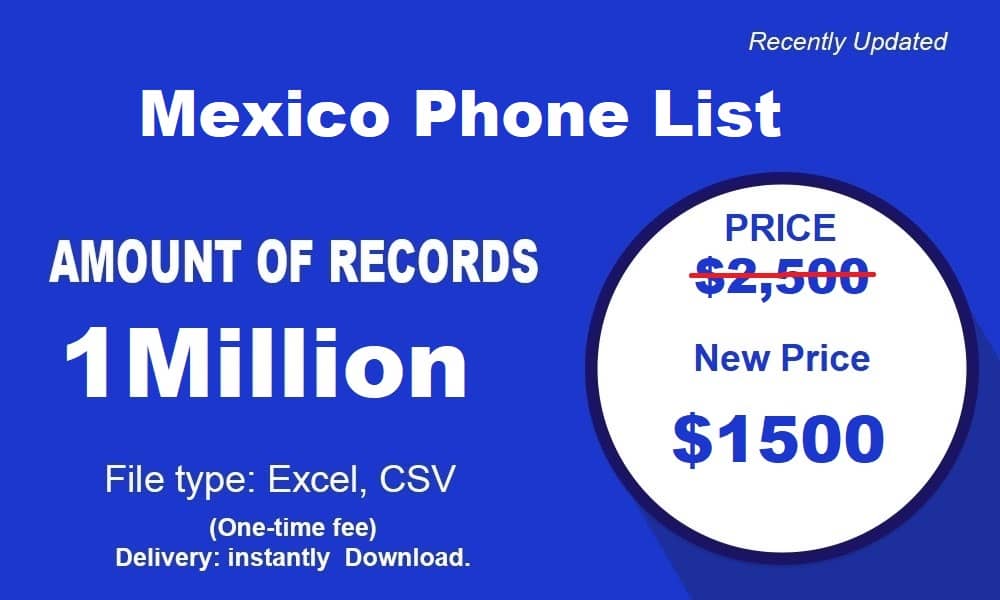 Recently Updated
Mexico Phone List
AMOUNT OF RECORDS
1Million
File type: Excel, CSV
(One-time fee)
Delivery: instantly Download.
PRICE
$2,500
New Price
$1500